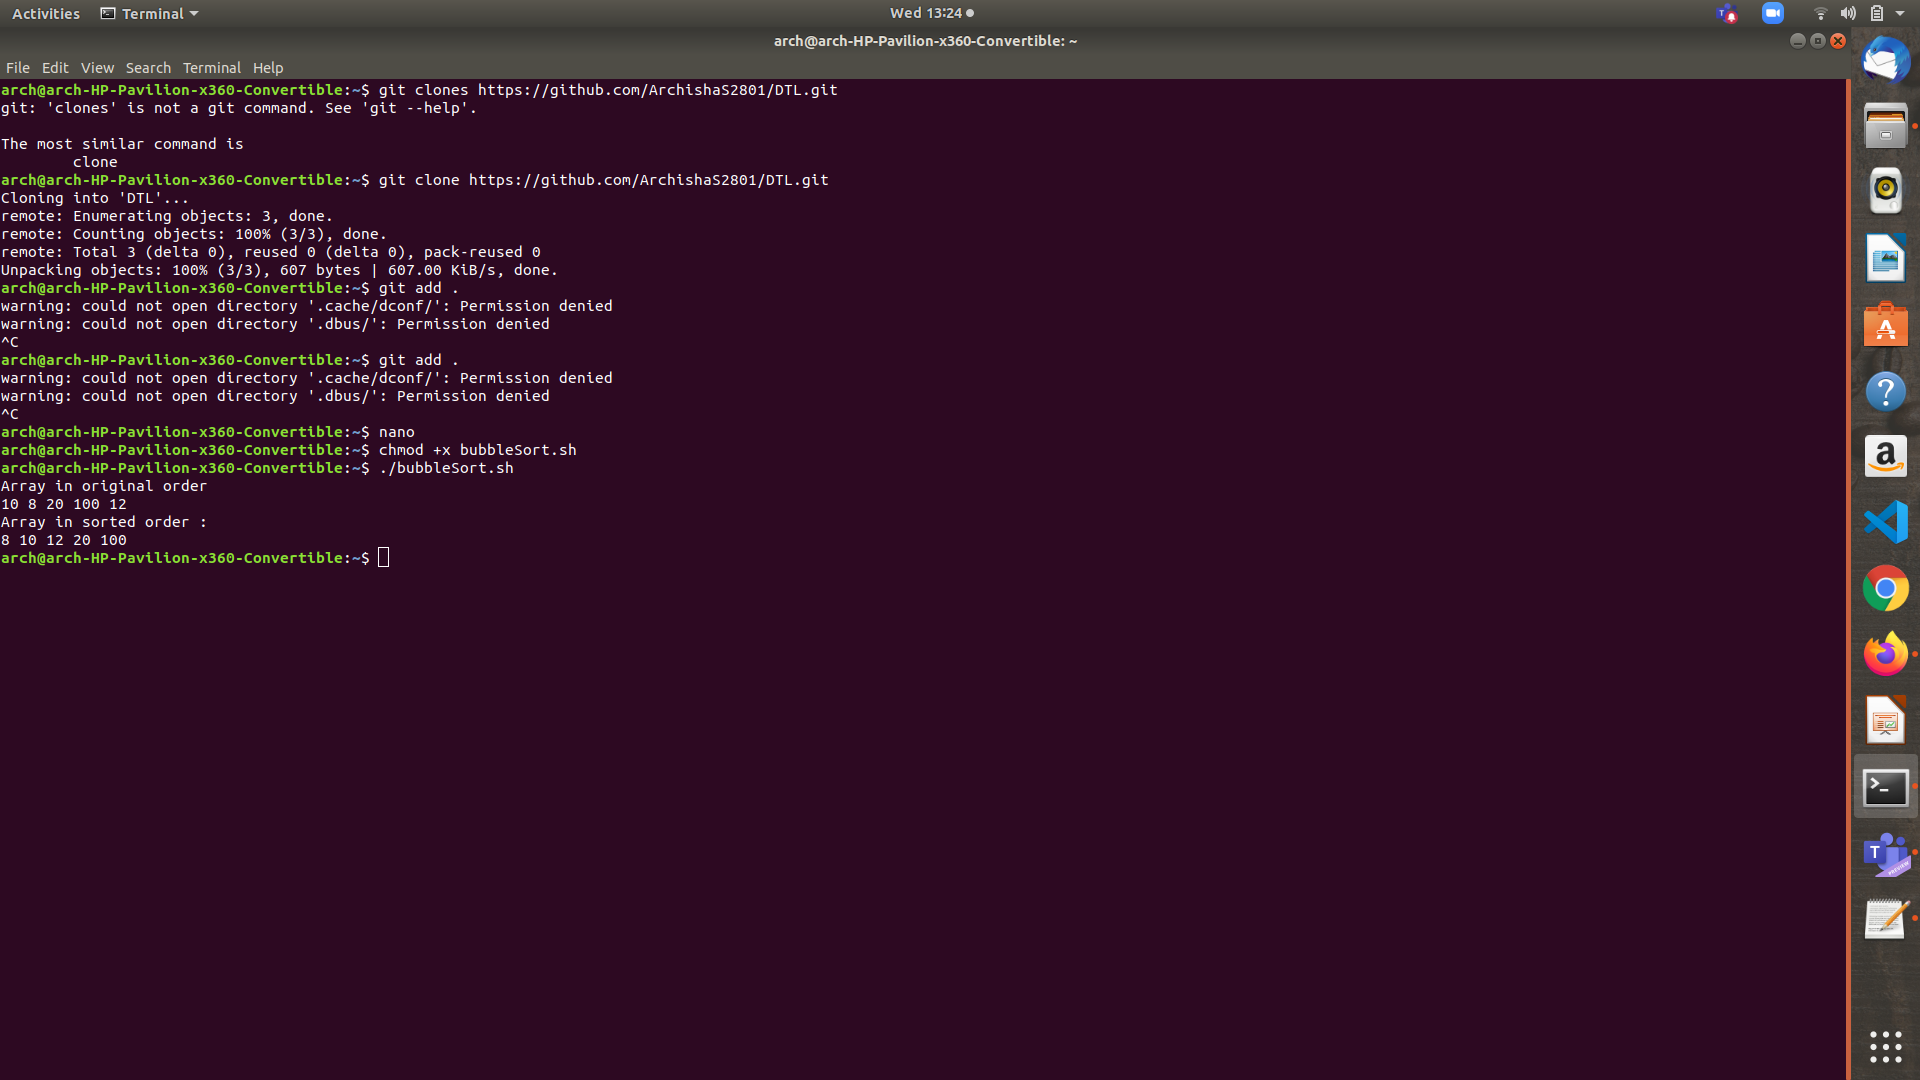 Activities Terminal Wed 13:24
arch@arch-HP-Pavilion-x360-Convertible: ~
File Edit View Search Terminal Help
arch@arch-HP-Pavilion-x360-Convertible:~$ git clones https://github.com/ArchishaS2801/DTL.git
git: 'clones' is not a git command. See 'git --help'.
The most similar command is
clone
arch@arch-HP-Pavilion-x360-Convertible:~$ git clone https://github.com/ArchishaS2801/DTL.git
Cloning into 'DTL'...
remote: Enumerating objects: 3, done.
remote: Counting objects: 100% (3/3), done.
remote: Total 3 (delta 0), reused 0 (delta 0), pack-reused 0
Unpacking objects: 100% (3/3), 607 bytes | 607.00 KiB/s, done.
arch@arch-HP-Pavilion-x360-Convertible:~$ git add .
warning: could not open directory '.cache/dconf/': Permission denied
warning: could not open directory '.dbus/': Permission denied
^C
arch@arch-HP-Pavilion-x360-Convertible:~$ git add .
warning: could not open directory '.cache/dconf/': Permission denied
warning: could not open directory '.dbus/': Permission denied
^C
arch@arch-HP-Pavilion-x360-Convertible:~$ nano
arch@arch-HP-Pavilion-x360-Convertible:~$ chmod +x bubbleSort.sh
arch@arch-HP-Pavilion-x360-Convertible:~$ ./bubbleSort.sh
Array in original order
10 8 20 100 12
Array in sorted order :
8 10 12 20 100
arch@arch-HP-Pavilion-x360-Convertible:~$